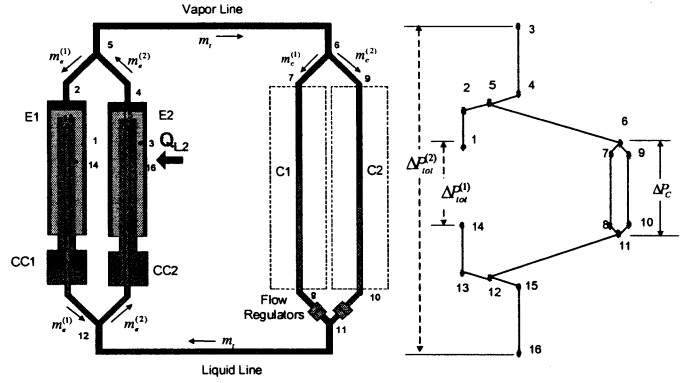 Vapor Line
m_t
5
6
m_e^(1)
m_e^(2)
m_c^(1)
m_c^(2)
2
4
7
9
E1
E2
1
3
Q_L2
14
16
C1
C2
CC1
CC2
9
10
Flow
Regulators
m_e^(1)
m_e^(2)
12
11
m_t
Liquid Line
3
2
5
4
1
6
7
9
ΔP_tot^(2)
ΔP_tot^(1)
ΔP_C
14
8
10
11
13
12
15
16